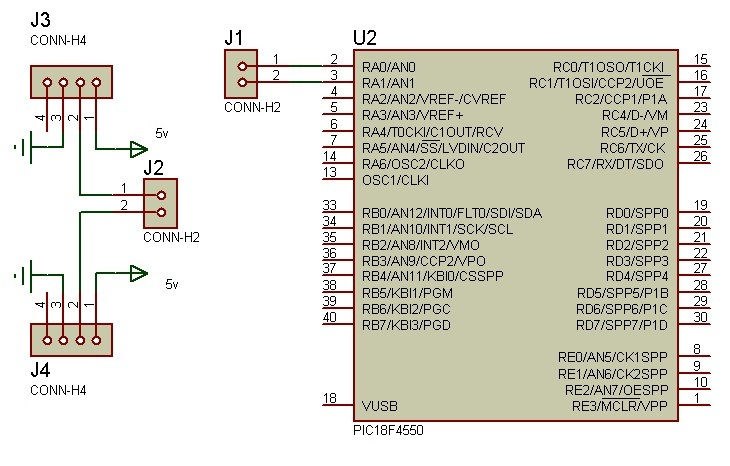 J3
CONN-H4
4 3 2 1
5v
J2
1
2
CONN-H2
4 3 2 1
5v
J4
CONN-H4
J1
1
2
CONN-H2
U2
2 RA0/AN0
3 RA1/AN1
4 RA2/AN2/VREF-/CVREF
5 RA3/AN3/VREF+
6 RA4/T0CKI/C1OUT/RCV
7 RA5/AN4/SS/LVDIN/C2OUT
14 RA6/OSC2/CLKO
13 OSC1/CLKI
33 RB0/AN12/INT0/FLT0/SDI/SDA
34 RB1/AN10/INT1/SCK/SCL
35 RB2/AN8/INT2/VMO
36 RB3/AN9/CCP2/VPO
37 RB4/AN11/KBI0/CSSPP
38 RB5/KBI1/PGM
39 RB6/KBI2/PGC
40 RB7/KBI3/PGD
18 VUSB
RC0/T1OSO/T1CKI 15
RC1/T1OSI/CCP2/UOE 16
RC2/CCP1/P1A 17
RC4/D-/VM 23
RC5/D+/VP 24
RC6/TX/CK 25
RC7/RX/DT/SDO 26
RD0/SPP0 19
RD1/SPP1 20
RD2/SPP2 21
RD3/SPP3 22
RD4/SPP4 27
RD5/SPP5/P1B 28
RD6/SPP6/P1C 29
RD7/SPP7/P1D 30
RE0/AN5/CK1SPP 8
RE1/AN6/CK2SPP 9
RE2/AN7/OESPP 10
RE3/MCLR/VPP 1
PIC18F4550